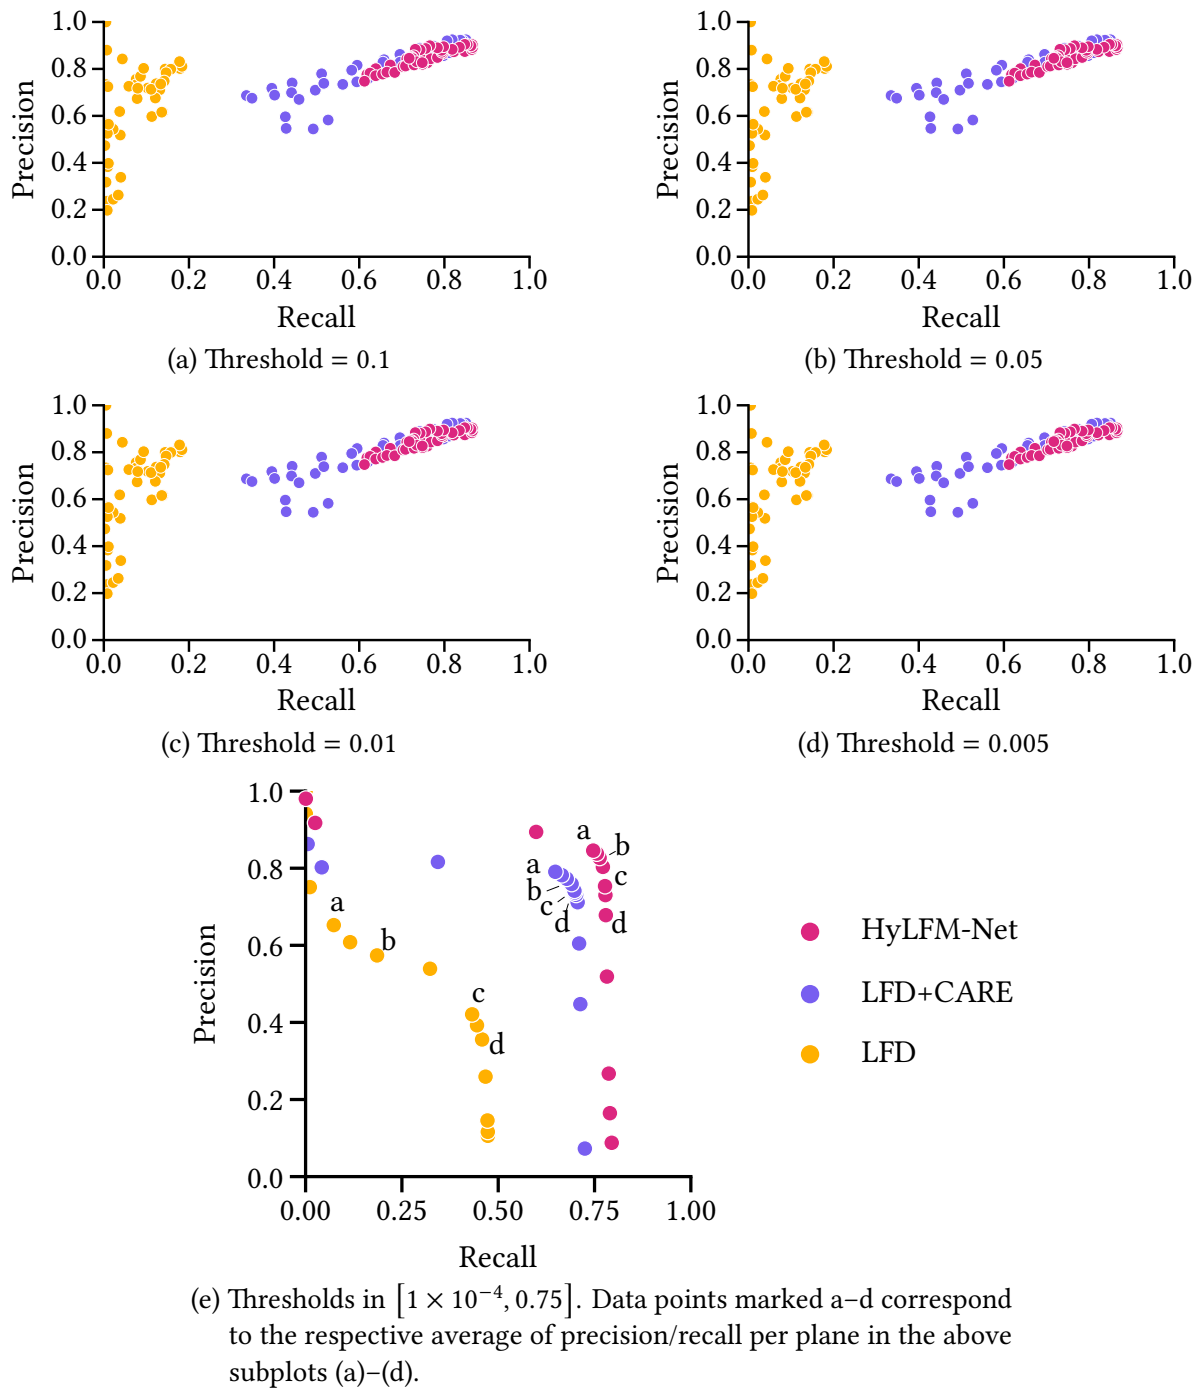 1.0
0.8
0.6
0.4
0.2
0.0
Precision
0.0 0.2 0.4 0.6 0.8 1.0
Recall
(a) Threshold = 0.1
1.0
0.8
0.6
0.4
0.2
0.0
Precision
0.0 0.2 0.4 0.6 0.8 1.0
Recall
(b) Threshold = 0.05
1.0
0.8
0.6
0.4
0.2
0.0
Precision
0.0 0.2 0.4 0.6 0.8 1.0
Recall
(c) Threshold = 0.01
1.0
0.8
0.6
0.4
0.2
0.0
Precision
0.0 0.2 0.4 0.6 0.8 1.0
Recall
(d) Threshold = 0.005
1.0
0.8
0.6
0.4
0.2
0.0
Precision
a
b
c
d
a
b
c
d
a
b
c
d
0.00 0.25 0.50 0.75 1.00
Recall
HyLFM-Net
LFD+CARE
LFD
(e) Thresholds in [1 × 10⁻⁴, 0.75]. Data points marked a–d correspond
to the respective average of precision/recall per plane in the above
subplots (a)–(d).